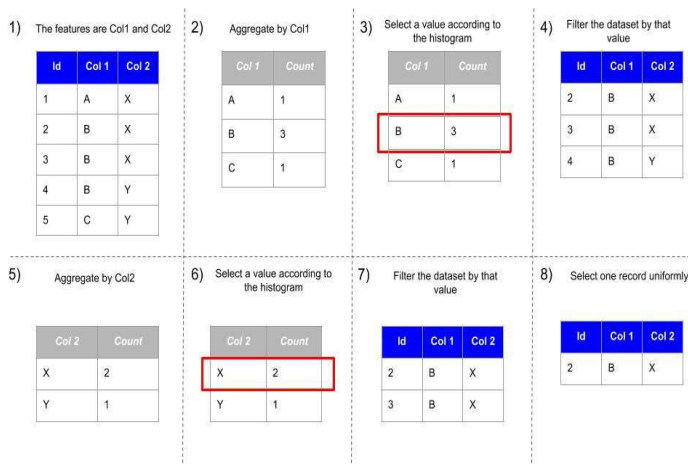 1) The features are Col1 and Col2
Id Col 1 Col 2
1 A X
2 B X
3 B X
4 B Y
5 C Y
2) Aggregate by Col1
Col 1 Count
A 1
B 3
C 1
3) Select a value according to
the histogram
Col 1 Count
A 1
B 3
C 1
4) Filter the dataset by that
value
Id Col 1 Col 2
2 B X
3 B X
4 B Y
5) Aggregate by Col2
Col 2 Count
X 2
Y 1
6) Select a value according to
the histogram
Col 2 Count
X 2
Y 1
7) Filter the dataset by that
value
Id Col 1 Col 2
2 B X
3 B X
8) Select one record uniformly
Id Col 1 Col 2
2 B X